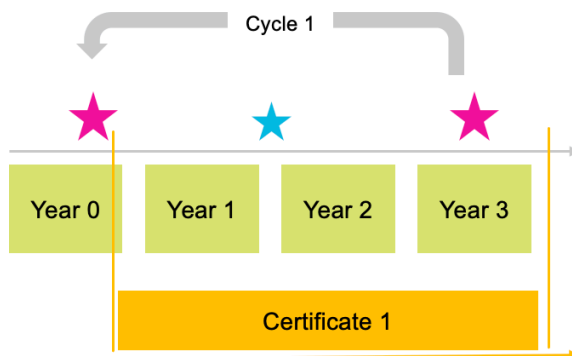 Cycle 1
Year 0
Year 1
Year 2
Year 3
Certificate 1